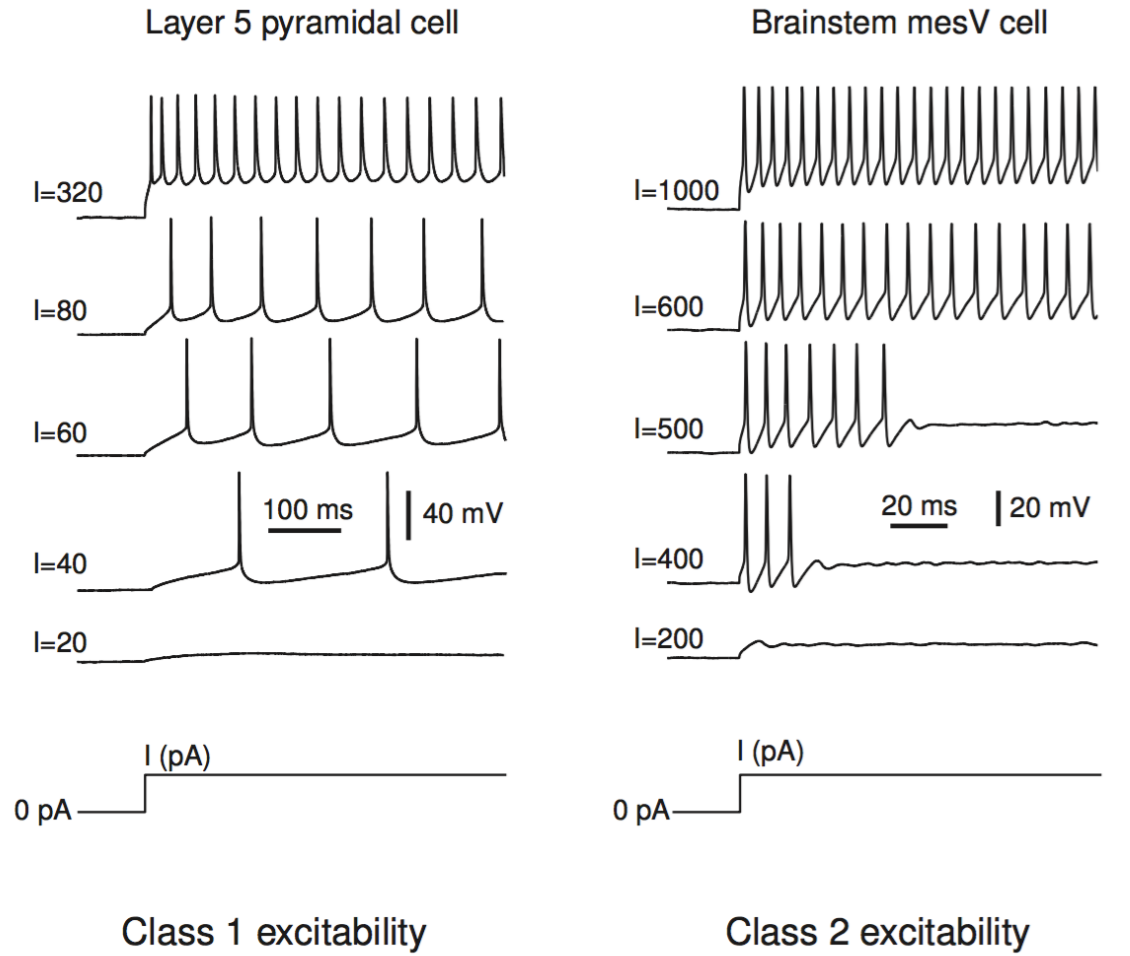 Layer 5 pyramidal cell
I=320
I=80
I=60
I=40
100 ms
40 mV
I=20
I (pA)
0 pA
Class 1 excitability
Brainstem mesV cell
I=1000
I=600
I=500
I=400
20 ms
20 mV
I=200
I (pA)
0 pA
Class 2 excitability